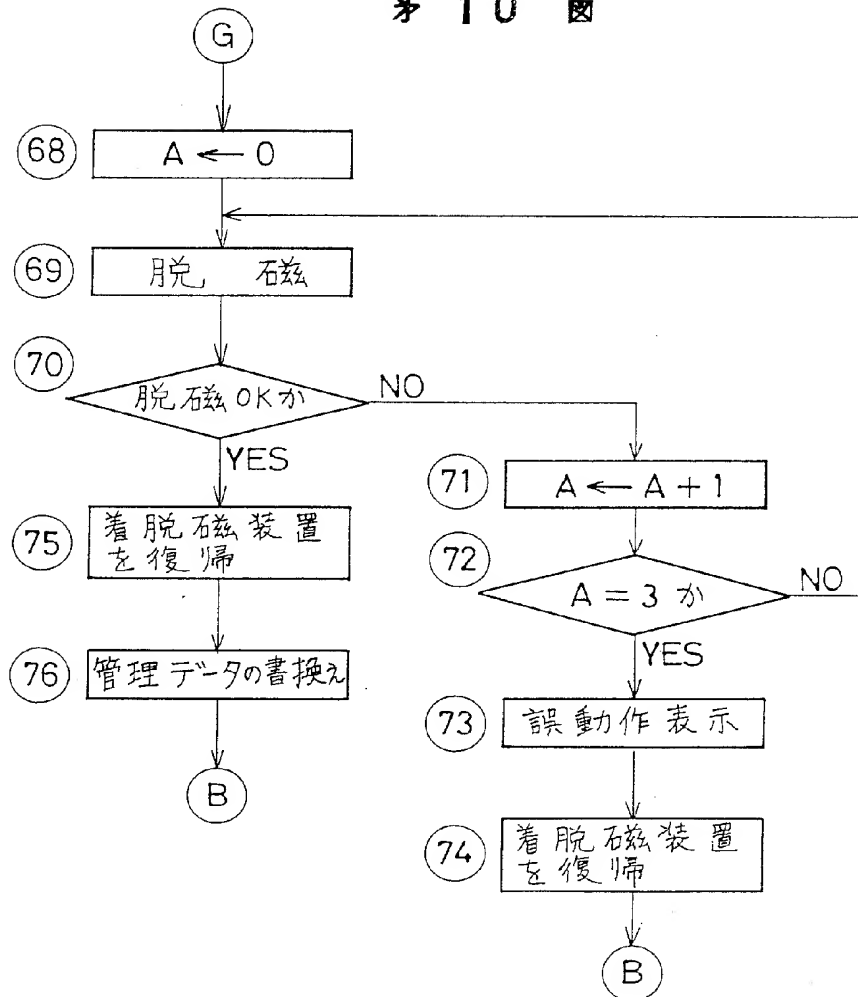 第 10 図
G
68
A ← 0
69
脱 磁
70
脱磁OKか
NO
YES
71
A ← A + 1
75
着脱磁装置
を復帰
72
A = 3 か
NO
YES
76
管理データの書換え
73
誤動作表示
B
74
着脱磁装置
を復帰
B